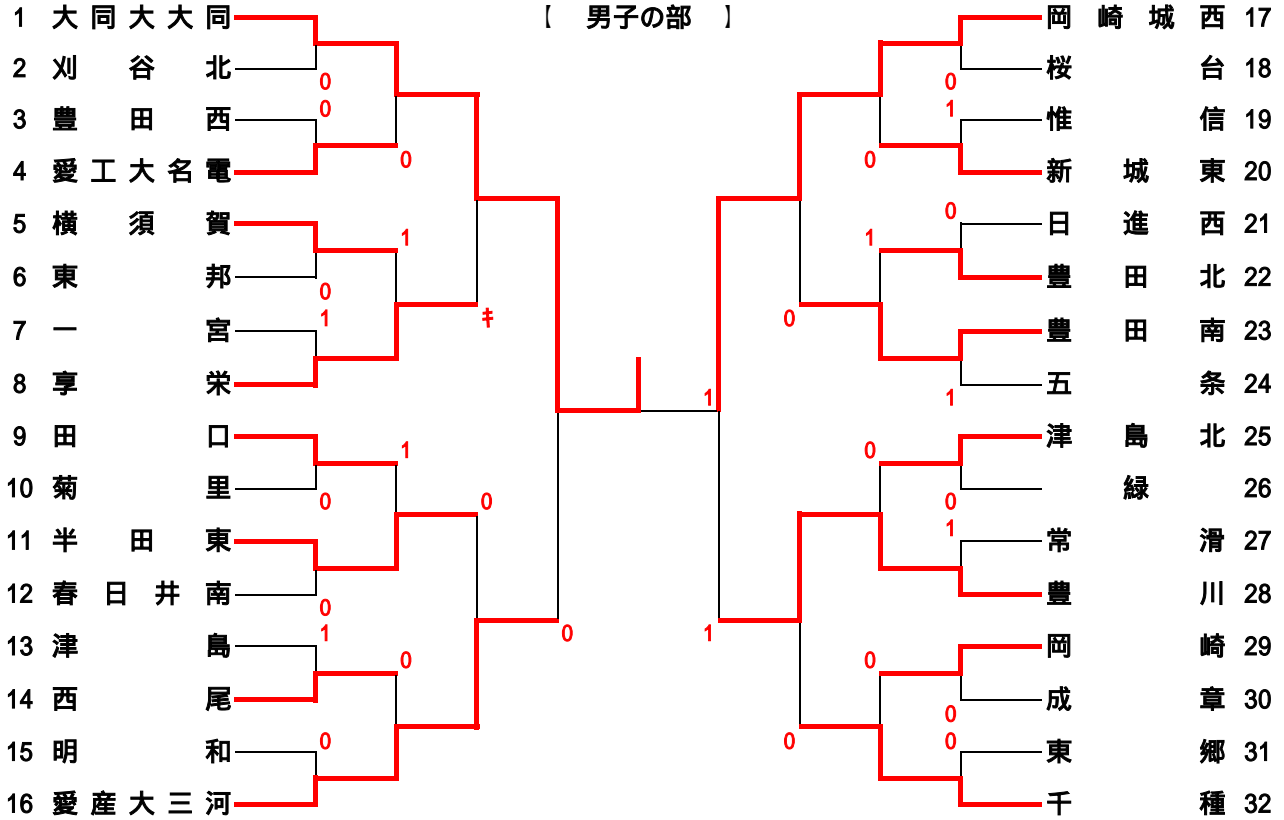 【 男子の部 】
1 大同大大同
2 刈谷北
3 豊田西
4 愛工大名電
5 横須賀
6 東邦
7 一宮
8 享栄
9 田口
10 菊里
11 半田東
12 春日井南
13 津島
14 西尾
15 明和
16 愛産大三河
岡崎城西 17
桜台 18
惟信 19
新城東 20
日進西 21
豊田北 22
豊田南 23
五条 24
津島北 25
緑 26
常滑 27
豊川 28
岡崎 29
成章 30
東郷 31
千種 32
0
0
0
1
0
1
キ
1
0
0
0
1
0
0
0
0
1
0
0
1
0
1
1
0
0
1
1
0
0
0
0